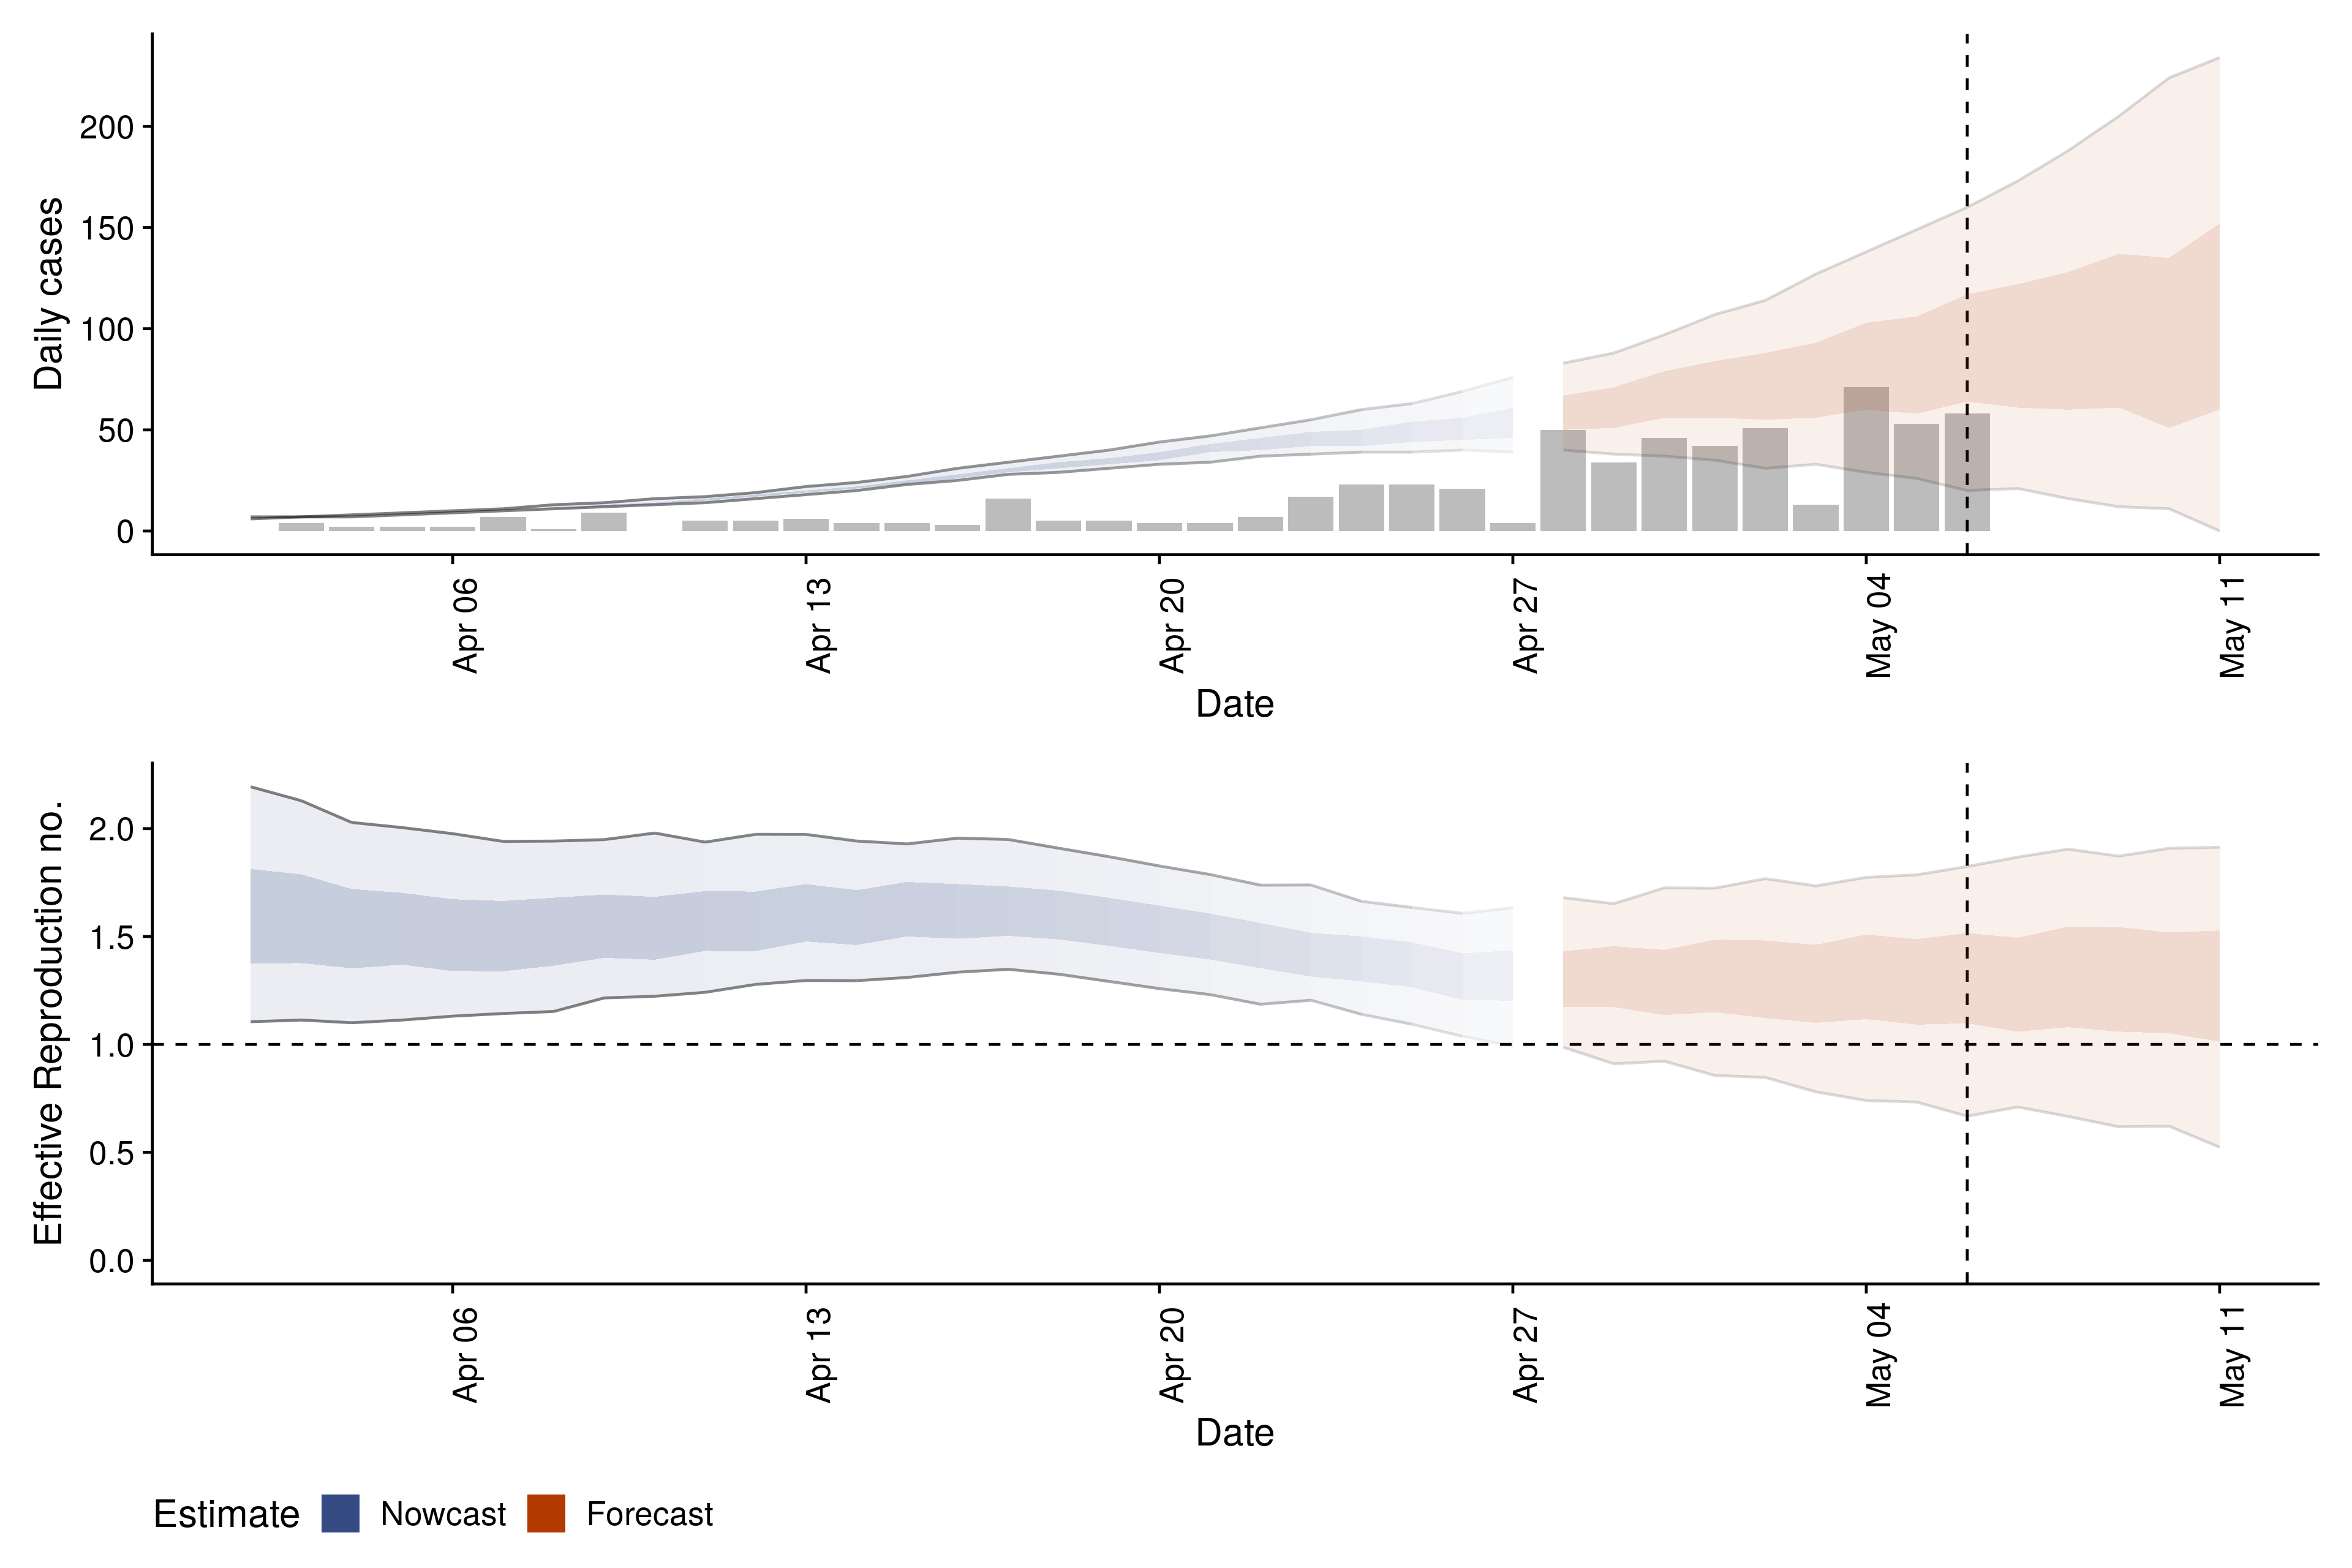 Daily cases
200
150
100
50
0
Apr 06 Apr 13 Apr 20 Apr 27 May 04 May 11
Date
Effective Reproduction no.
2.0
1.5
1.0
0.5
0.0
Apr 06 Apr 13 Apr 20 Apr 27 May 04 May 11
Date
Estimate Nowcast Forecast